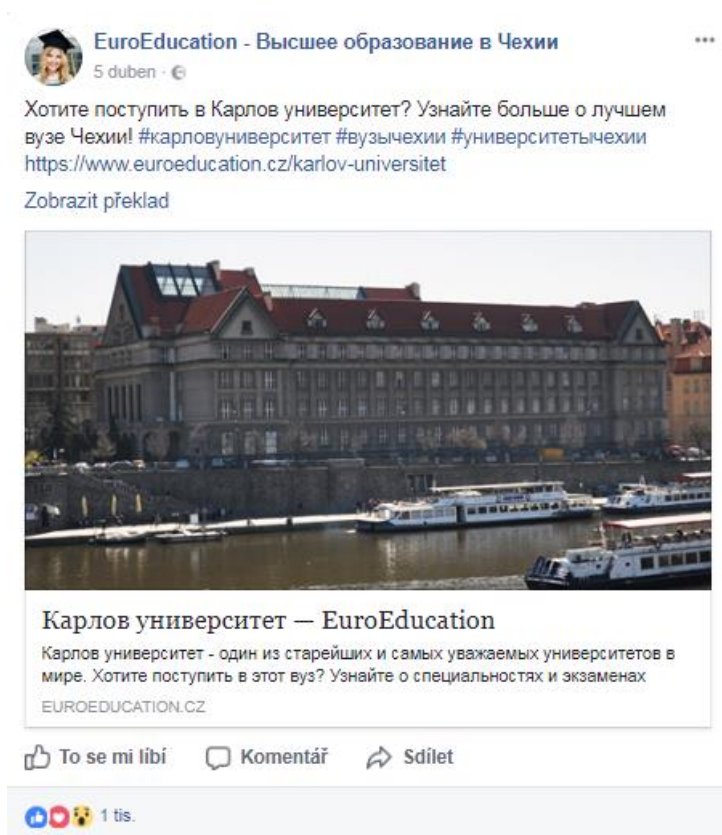 EuroEducation - Высшее образование в Чехии
5 duben ·
Хотите поступить в Карлов университет? Узнайте больше о лучшем
вузе Чехии! #карловуниверситет #вузычехии #университетычехии
https://www.euroeducation.cz/karlov-universitet
Zobrazit překlad
Карлов университет — EuroEducation
Карлов университет - один из старейших и самых уважаемых университетов в
мире. Хотите поступить в этот вуз? Узнайте о специальностях и экзаменах
EUROEDUCATION.CZ
To se mi líbí Komentář Sdílet
1 tis.